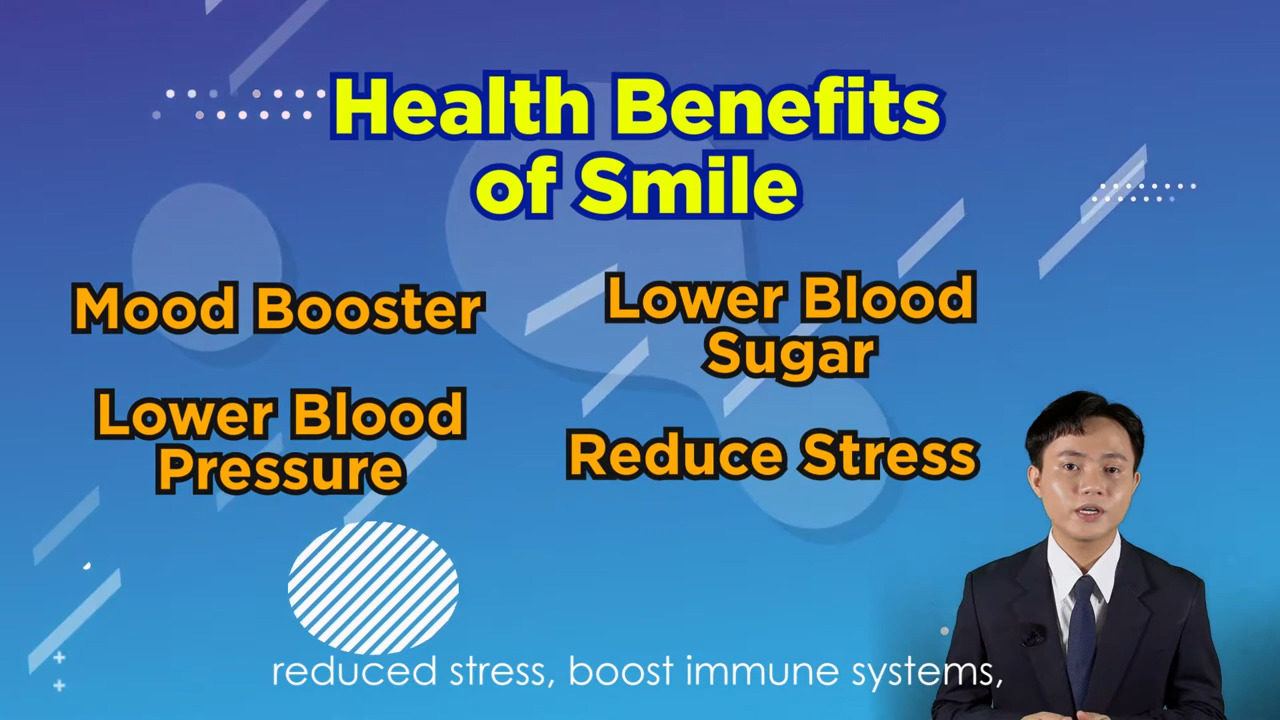 Health Benefits
of Smile
Mood Booster
Lower Blood
Pressure
Lower Blood
Sugar
Reduce Stress
reduced stress, boost immune systems,